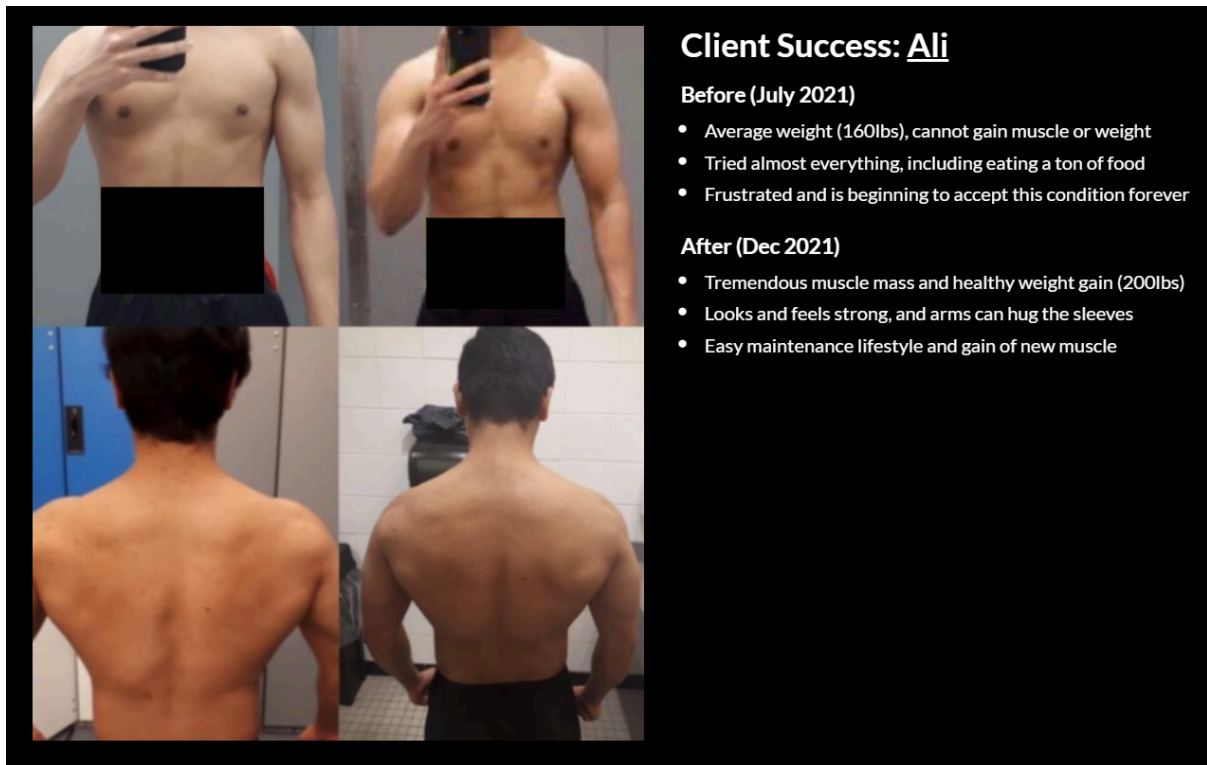 Client Success: Ali
Before (July 2021)
• Average weight (160lbs), cannot gain muscle or weight
• Tried almost everything, including eating a ton of food
• Frustrated and is beginning to accept this condition forever
After (Dec 2021)
• Tremendous muscle mass and healthy weight gain (200lbs)
• Looks and feels strong, and arms can hug the sleeves
• Easy maintenance lifestyle and gain of new muscle